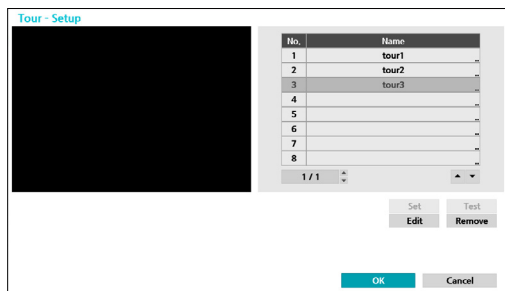 Tour - Setup
No. Name
1 tour1 ..
2 tour2 ..
3 tour3 ..
4 ..
5 ..
6 ..
7 ..
8 ..
1 / 1
Set Test
Edit Remove
OK Cancel